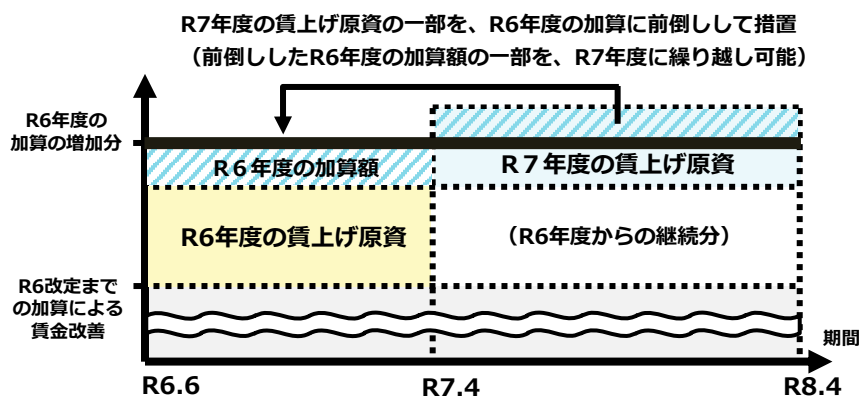 R7年度の賃上げ原資の一部を、R6年度の加算に前倒しして措置
（前倒ししたR6年度の加算額の一部を、R7年度に繰り越し可能）
R6年度の
加算の増加分
R６年度の加算額
R７年度の賃上げ原資
R6年度の賃上げ原資
（R6年度からの継続分）
R6改定まで
の加算による
賃金改善
期間
R6.6
R7.4
R8.4